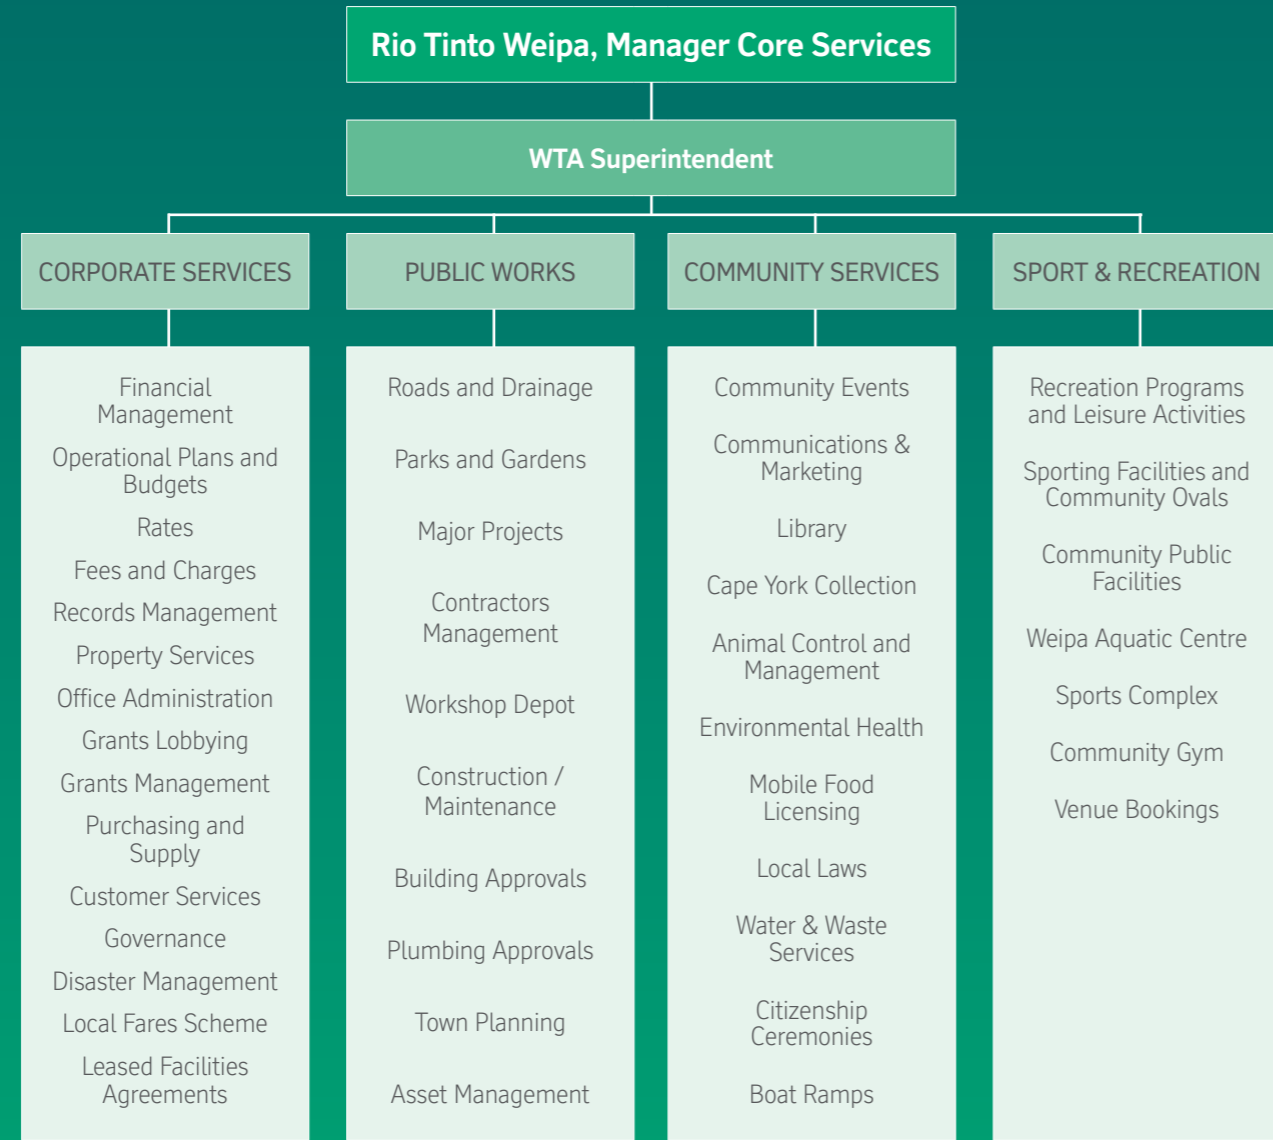 Rio Tinto Weipa, Manager Core Services
WTA Superintendent
CORPORATE SERVICES
Financial
Management
Operational Plans and
Budgets
Rates
Fees and Charges
Records Management
Property Services
Office Administration
Grants Lobbying
Grants Management
Purchasing and
Supply
Customer Services
Governance
Disaster Management
Local Fares Scheme
Leased Facilities
Agreements
PUBLIC WORKS
Roads and Drainage
Parks and Gardens
Major Projects
Contractors
Management
Workshop Depot
Construction /
Maintenance
Building Approvals
Plumbing Approvals
Town Planning
Asset Management
COMMUNITY SERVICES
Community Events
Communications &
Marketing
Library
Cape York Collection
Animal Control and
Management
Environmental Health
Mobile Food
Licensing
Local Laws
Water & Waste
Services
Citizenship
Ceremonies
Boat Ramps
SPORT & RECREATION
Recreation Programs
and Leisure Activities
Sporting Facilities and
Community Ovals
Community Public
Facilities
Weipa Aquatic Centre
Sports Complex
Community Gym
Venue Bookings